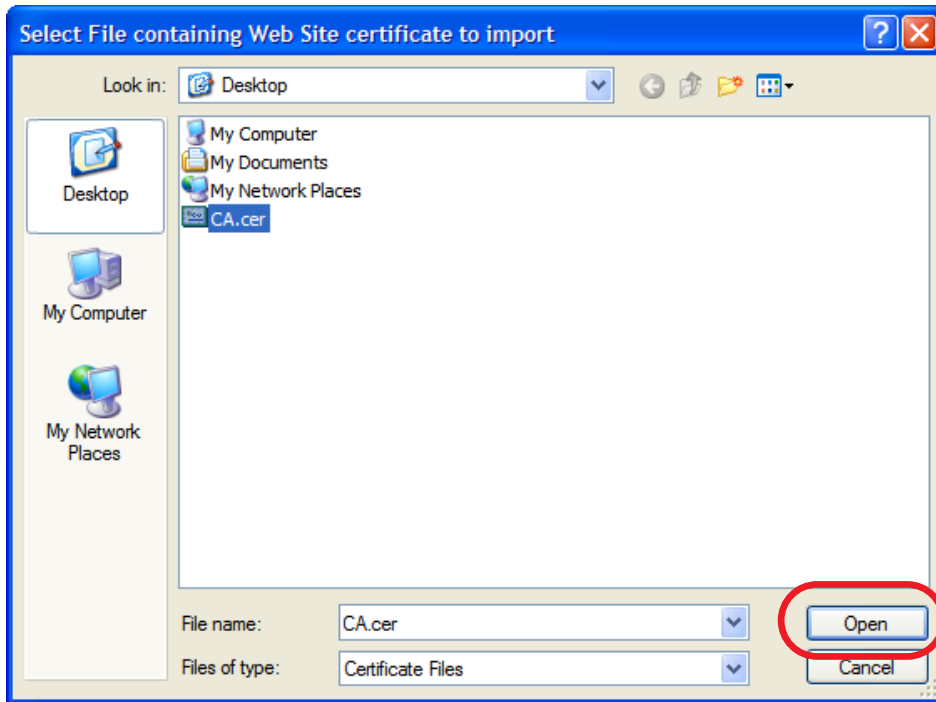 Select File containing Web Site certificate to import
Look in: Desktop
Desktop
My Computer
My Network
Places
My Computer
My Documents
My Network Places
CA.cer
File name: CA.cer Open
Files of type: Certificate Files Cancel